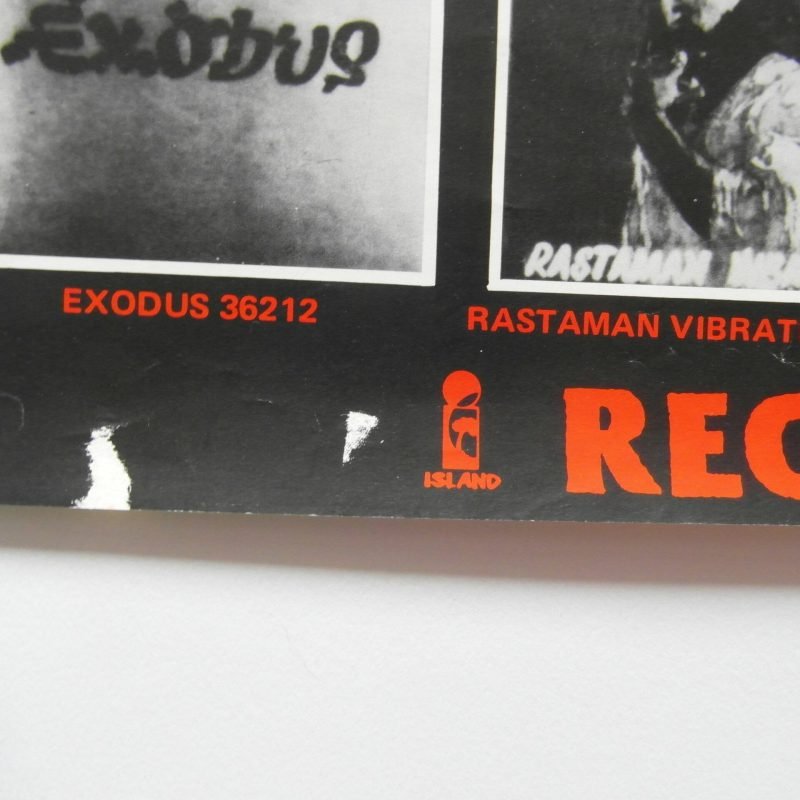 Exodus
RASTAMAN
EXODUS 36212
RASTAMAN VIBRAT
ISLAND
REC